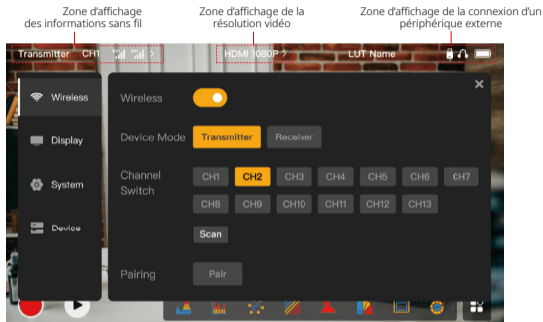 Zone d'affichage
des informations sans fil
Zone d'affichage de la
résolution vidéo
Zone d'affichage de la connexion d'un
périphérique externe
Transmitter CH1 HDMI 1080P > LUT Name
Wireless
Display
System
Device
Wireless
Device Mode Transmitter Receiver
Channel
Switch
CH1 CH2 CH3 CH4 CH5 CH6 CH7
CH8 CH9 CH10 CH11 CH12 CH13
Scan
Pairing Pair